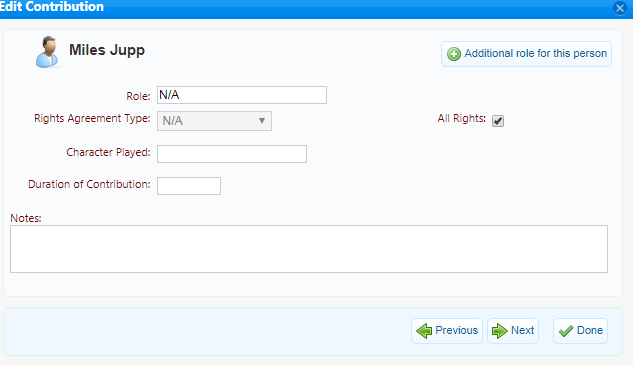 Edit Contribution
Miles Jupp
Additional role for this person
Role: N/A
Rights Agreement Type: N/A All Rights:
Character Played:
Duration of Contribution:
Notes:
Previous Next Done